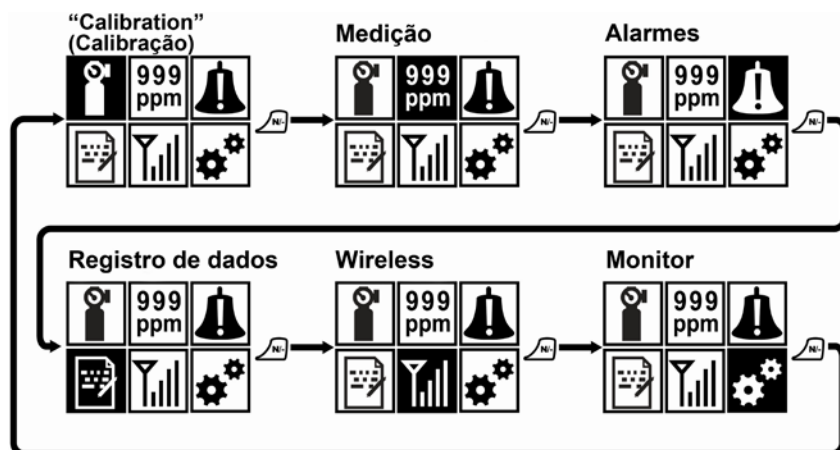 “Calibration”
(Calibração)
Medição
Alarmes
999
ppm
N/-
999
ppm
N/-
999
ppm
N/-
Registro de dados
Wireless
Monitor
999
ppm
N/-
999
ppm
N/-
999
ppm
N/-